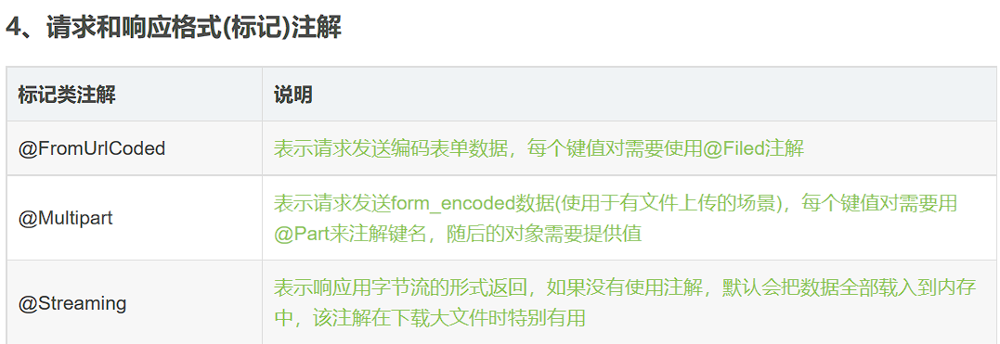 4、请求和响应格式(标记)注解
标记类注解
说明
@FromUrlCoded
表示请求发送编码表单数据，每个键值对需要使用@Filed注解
@Multipart
表示请求发送form_encoded数据(使用于有文件上传的场景)，每个键值对需要用
@Part来注解键名，随后的对象需要提供值
@Streaming
表示响应用字节流的形式返回，如果没有使用注解，默认会把数据全部载入到内存
中，该注解在下载大文件时特别有用